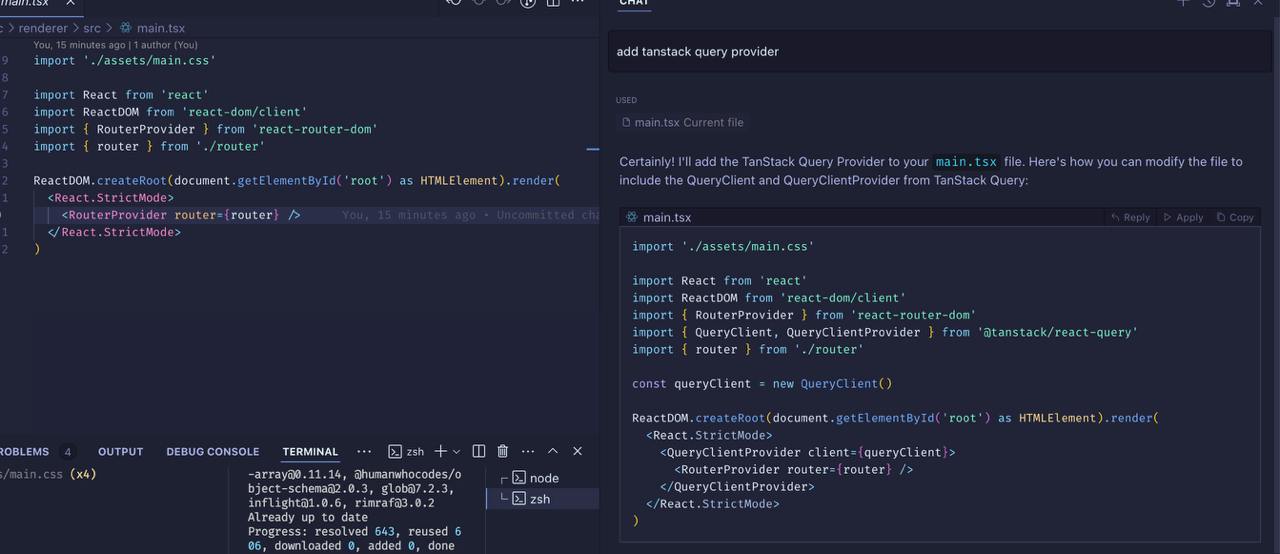 main.tsx
renderer > src > main.tsx
You, 15 minutes ago | 1 author (You)
9 import './assets/main.css'
8
7 import React from 'react'
6 import ReactDOM from 'react-dom/client'
5 import { RouterProvider } from 'react-router-dom'
4 import { router } from './router'
3
2 ReactDOM.createRoot(document.getElementById('root') as HTMLElement).render(
1 <React.StrictMode>
<RouterProvider router={router} /> You, 15 minutes ago • Uncommitted cha
1 </React.StrictMode>
2 )
ROBLEMS 4 OUTPUT DEBUG CONSOLE TERMINAL ... zsh
s/main.css (x4)
-array@0.11.14, @humanwhocodes/o
bject-schema@2.0.3, glob@7.2.3,
inflight@1.0.6, rimraf@3.0.2
Already up to date
Progress: resolved 643, reused 6
06, downloaded 0, added 0, done
node
zsh
CHAT
add tanstack query provider
USED
main.tsx Current file
Certainly! I'll add the TanStack Query Provider to your main.tsx file. Here's how you can modify the file to
include the QueryClient and QueryClientProvider from TanStack Query:
main.tsx Reply Apply Copy
import './assets/main.css'
import React from 'react'
import ReactDOM from 'react-dom/client'
import { RouterProvider } from 'react-router-dom'
import { QueryClient, QueryClientProvider } from '@tanstack/react-query'
import { router } from './router'
const queryClient = new QueryClient()
ReactDOM.createRoot(document.getElementById('root') as HTMLElement).render(
<React.StrictMode>
<QueryClientProvider client={queryClient}>
<RouterProvider router={router} />
</QueryClientProvider>
</React.StrictMode>
)